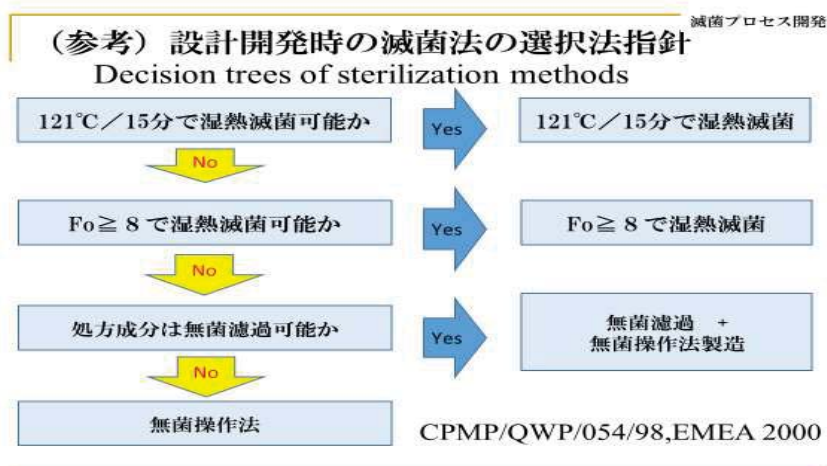 滅菌プロセス開発
（参考）設計開発時の滅菌法の選択法指針
Decision trees of sterilization methods
121℃／15分で湿熱滅菌可能か
Yes
121℃／15分で湿熱滅菌
No
Fo≧ 8 で湿熱滅菌可能か
Yes
Fo≧ 8 で湿熱滅菌
No
処方成分は無菌濾過可能か
Yes
無菌濾過 +
無菌操作法製造
No
無菌操作法
CPMP/QWP/054/98,EMEA 2000